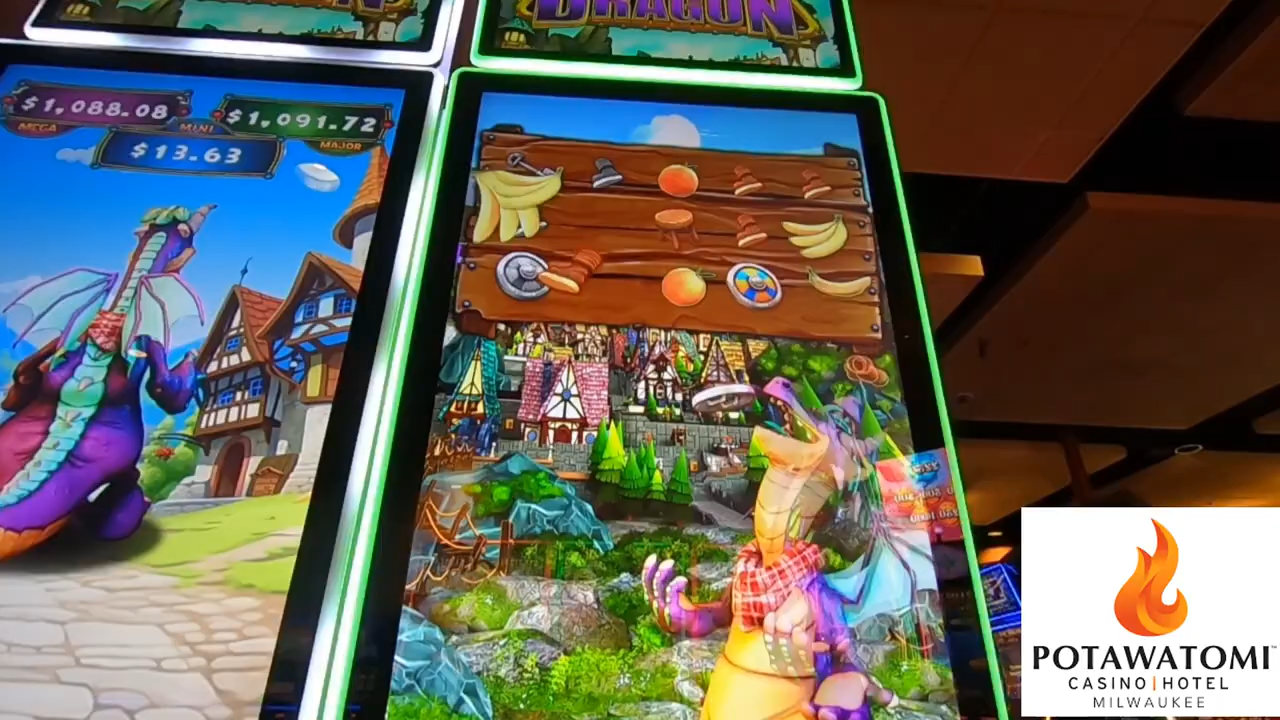 DRAGON
$1,088.08
MEGA
$1,091.72
MAJOR
MINI
$13.63
POTAWATOMI
CASINO | HOTEL
MILWAUKEE